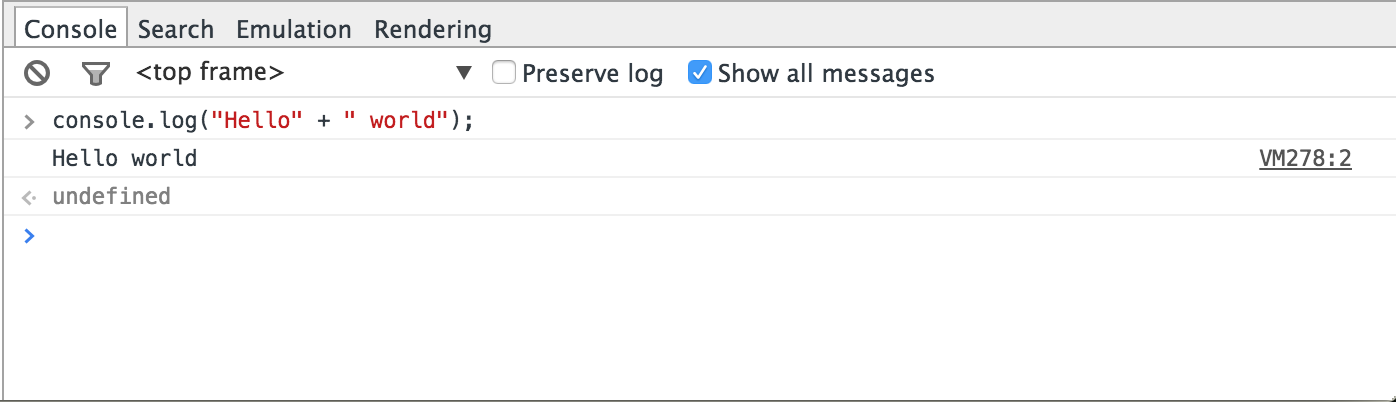 Console Search Emulation Rendering
<top frame> ▼ Preserve log Show all messages
> console.log("Hello" + " world");
Hello world VM278:2
undefined
>